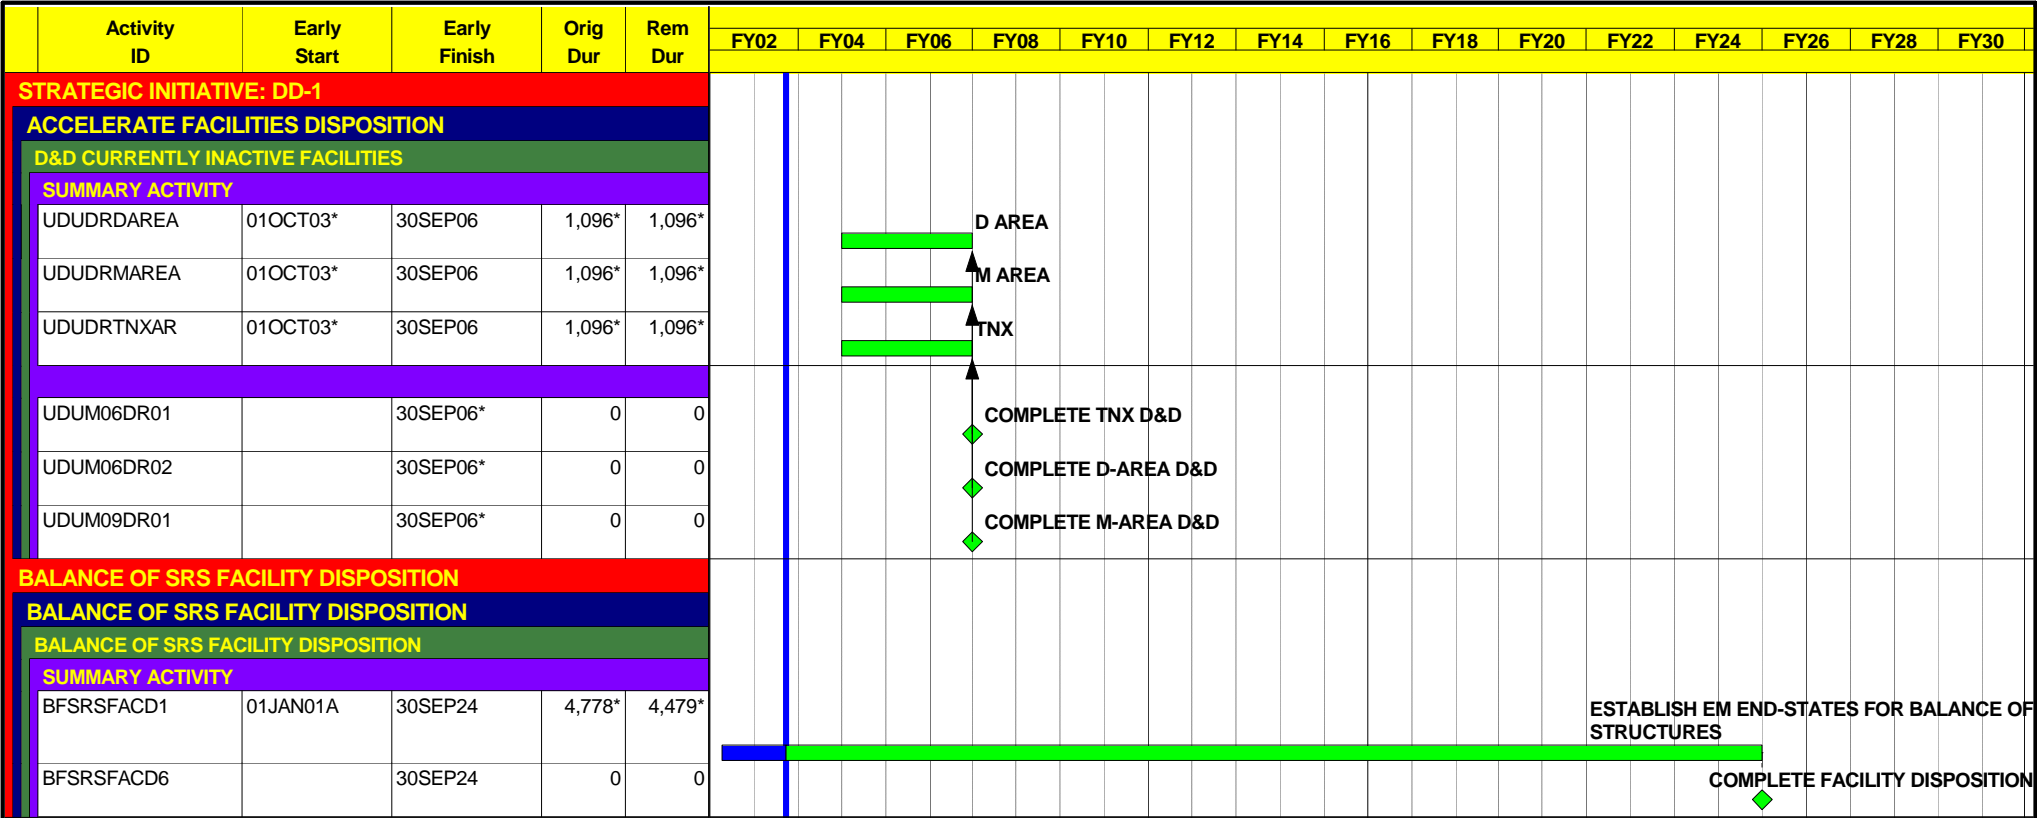 Activity ID Early Start Early Finish Orig Dur Rem Dur FY02 FY04 FY06 FY08 FY10 FY12 FY14 FY16 FY18 FY20 FY22 FY24 FY26 FY28 FY30
STRATEGIC INITIATIVE: DD-1
ACCELERATE FACILITIES DISPOSITION
D&D CURRENTLY INACTIVE FACILITIES
SUMMARY ACTIVITY
UDUDRDAREA 01OCT03* 30SEP06 1,096* 1,096* D AREA
UDUDRMAREA 01OCT03* 30SEP06 1,096* 1,096* M AREA
UDUDRTNXAR 01OCT03* 30SEP06 1,096* 1,096* TNX
UDUM06DR01 30SEP06* 0 0 COMPLETE TNX D&D
UDUM06DR02 30SEP06* 0 0 COMPLETE D-AREA D&D
UDUM09DR01 30SEP06* 0 0 COMPLETE M-AREA D&D
BALANCE OF SRS FACILITY DISPOSITION
BALANCE OF SRS FACILITY DISPOSITION
BALANCE OF SRS FACILITY DISPOSITION
SUMMARY ACTIVITY
BFSRSFACD1 01JAN01A 30SEP24 4,778* 4,479* ESTABLISH EM END-STATES FOR BALANCE OF
STRUCTURES
BFSRSFACD6 30SEP24 0 0 COMPLETE FACILITY DISPOSITION